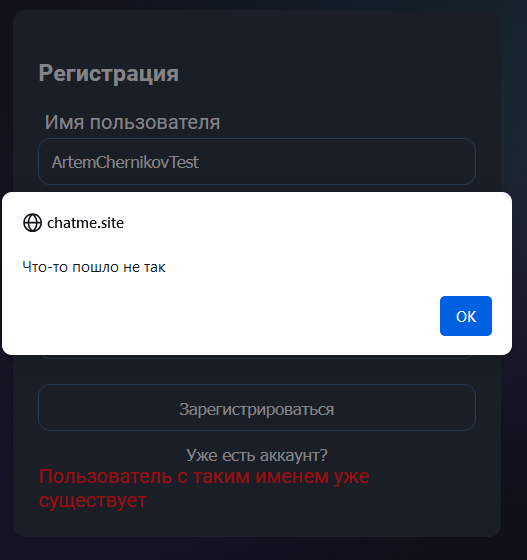 Регистрация
Имя пользователя
ArtemChernikovTest
chatme.site
Что-то пошло не так
OK
Зарегистрироваться
Уже есть аккаунт?
Пользователь с таким именем уже
существует